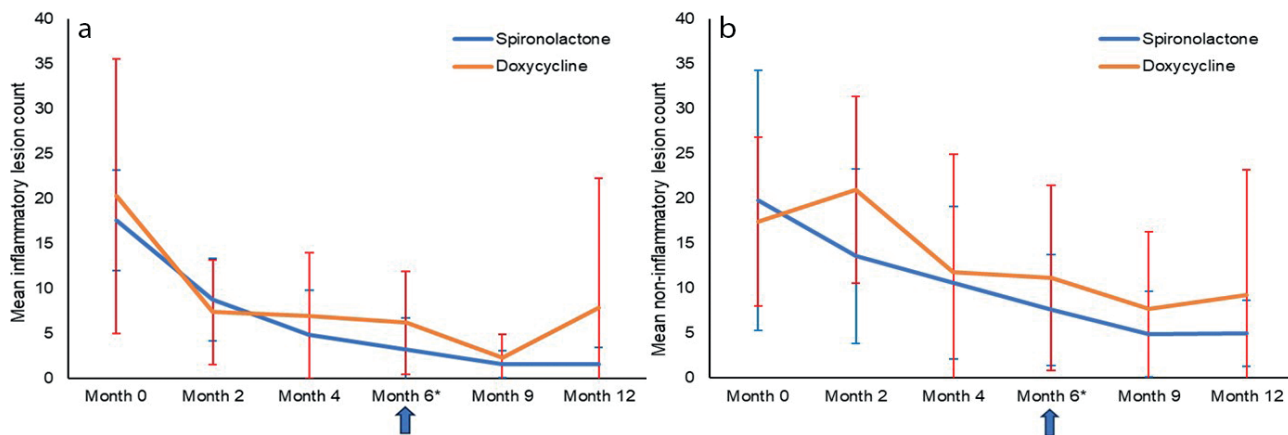 a
Mean inflammatory lesion count
40
35
30
25
20
15
10
5
0
Spironolactone
Doxycycline
Month 0 Month 2 Month 4 Month 6* Month 9 Month 12
b
Mean non-inflammatory lesion count
40
35
30
25
20
15
10
5
0
Spironolactone
Doxycycline
Month 0 Month 2 Month 4 Month 6* Month 9 Month 12